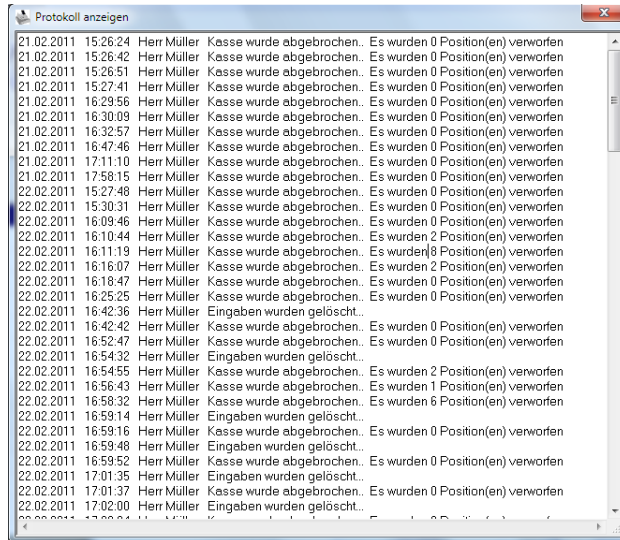 Protokoll anzeigen
21.02.2011 15:26:24 Herr Müller Kasse wurde abgebrochen.. Es wurden 0 Position(en) verworfen
21.02.2011 15:26:42 Herr Müller Kasse wurde abgebrochen.. Es wurden 0 Position(en) verworfen
21.02.2011 15:26:51 Herr Müller Kasse wurde abgebrochen.. Es wurden 0 Position(en) verworfen
21.02.2011 15:27:41 Herr Müller Kasse wurde abgebrochen.. Es wurden 0 Position(en) verworfen
21.02.2011 16:29:56 Herr Müller Kasse wurde abgebrochen.. Es wurden 0 Position(en) verworfen
21.02.2011 16:30:09 Herr Müller Kasse wurde abgebrochen.. Es wurden 0 Position(en) verworfen
21.02.2011 16:32:57 Herr Müller Kasse wurde abgebrochen.. Es wurden 0 Position(en) verworfen
21.02.2011 16:47:46 Herr Müller Kasse wurde abgebrochen.. Es wurden 0 Position(en) verworfen
21.02.2011 17:11:10 Herr Müller Kasse wurde abgebrochen.. Es wurden 0 Position(en) verworfen
21.02.2011 17:58:15 Herr Müller Kasse wurde abgebrochen.. Es wurden 0 Position(en) verworfen
22.02.2011 15:27:48 Herr Müller Kasse wurde abgebrochen.. Es wurden 0 Position(en) verworfen
22.02.2011 15:30:31 Herr Müller Kasse wurde abgebrochen.. Es wurden 0 Position(en) verworfen
22.02.2011 16:09:46 Herr Müller Kasse wurde abgebrochen.. Es wurden 0 Position(en) verworfen
22.02.2011 16:10:44 Herr Müller Kasse wurde abgebrochen.. Es wurden 2 Position(en) verworfen
22.02.2011 16:11:19 Herr Müller Kasse wurde abgebrochen.. Es wurden 8 Position(en) verworfen
22.02.2011 16:16:07 Herr Müller Kasse wurde abgebrochen.. Es wurden 2 Position(en) verworfen
22.02.2011 16:18:47 Herr Müller Kasse wurde abgebrochen.. Es wurden 0 Position(en) verworfen
22.02.2011 16:25:25 Herr Müller Kasse wurde abgebrochen.. Es wurden 0 Position(en) verworfen
22.02.2011 16:42:36 Herr Müller Eingaben wurden gelöscht...
22.02.2011 16:42:42 Herr Müller Kasse wurde abgebrochen.. Es wurden 0 Position(en) verworfen
22.02.2011 16:52:47 Herr Müller Kasse wurde abgebrochen.. Es wurden 0 Position(en) verworfen
22.02.2011 16:54:32 Herr Müller Eingaben wurden gelöscht...
22.02.2011 16:54:55 Herr Müller Kasse wurde abgebrochen.. Es wurden 2 Position(en) verworfen
22.02.2011 16:56:43 Herr Müller Kasse wurde abgebrochen.. Es wurden 1 Position(en) verworfen
22.02.2011 16:58:32 Herr Müller Kasse wurde abgebrochen.. Es wurden 6 Position(en) verworfen
22.02.2011 16:59:14 Herr Müller Eingaben wurden gelöscht...
22.02.2011 16:59:16 Herr Müller Kasse wurde abgebrochen.. Es wurden 0 Position(en) verworfen
22.02.2011 16:59:48 Herr Müller Eingaben wurden gelöscht...
22.02.2011 16:59:52 Herr Müller Kasse wurde abgebrochen.. Es wurden 0 Position(en) verworfen
22.02.2011 17:01:35 Herr Müller Eingaben wurden gelöscht...
22.02.2011 17:01:37 Herr Müller Kasse wurde abgebrochen.. Es wurden 0 Position(en) verworfen
22.02.2011 17:02:00 Herr Müller Eingaben wurden gelöscht...